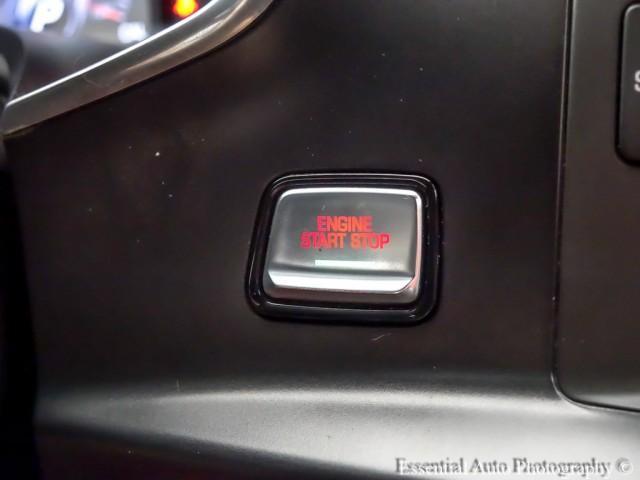 P
ENGINE
START STOP
S
Essential Auto Photography